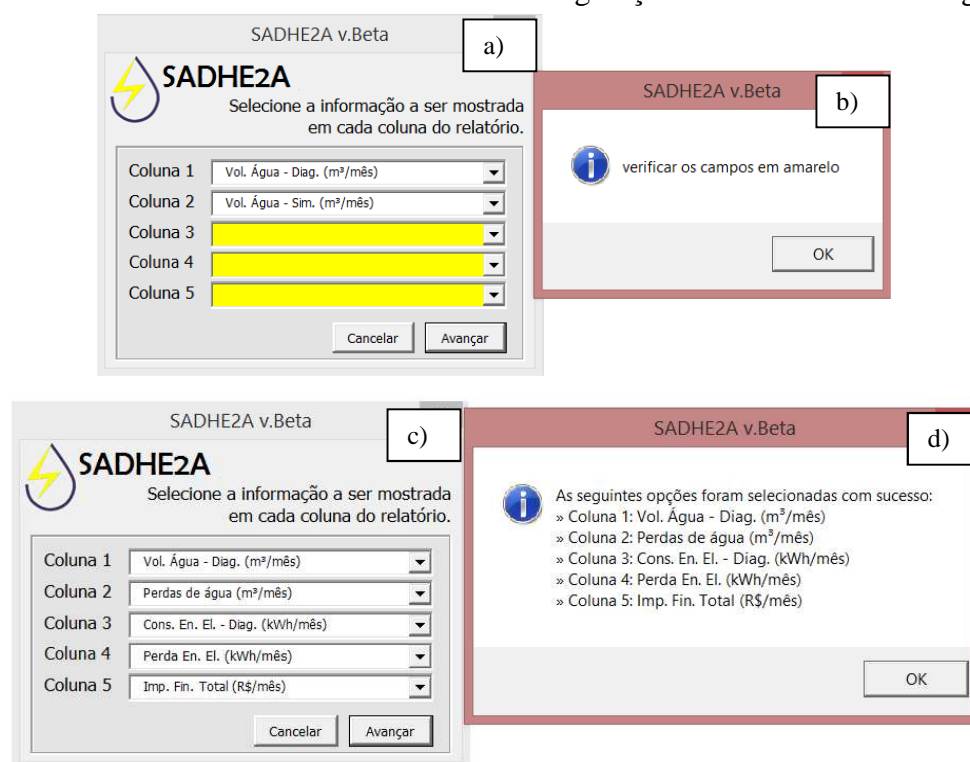 SADHE2A v.Beta
a)
SADHE2A
Selecione a informação a ser mostrada
em cada coluna do relatório.
Coluna 1 Vol. Água - Diag. (m³/mês)
Coluna 2 Vol. Água - Sim. (m³/mês)
Coluna 3
Coluna 4
Coluna 5
Cancelar Avançar
SADHE2A v.Beta
b)
verificar os campos em amarelo
OK
SADHE2A v.Beta
c)
SADHE2A
Selecione a informação a ser mostrada
em cada coluna do relatório.
Coluna 1 Vol. Água - Diag. (m³/mês)
Coluna 2 Perdas de água (m³/mês)
Coluna 3 Cons. En. El. - Diag. (kWh/mês)
Coluna 4 Perda En. El. (kWh/mês)
Coluna 5 Imp. Fin. Total (R$/mês)
Cancelar Avançar
SADHE2A v.Beta
d)
As seguintes opções foram selecionadas com sucesso:
» Coluna 1: Vol. Água - Diag. (m³/mês)
» Coluna 2: Perdas de água (m³/mês)
» Coluna 3: Cons. En. El. - Diag. (kWh/mês)
» Coluna 4: Perda En. El. (kWh/mês)
» Coluna 5: Imp. Fin. Total (R$/mês)
OK